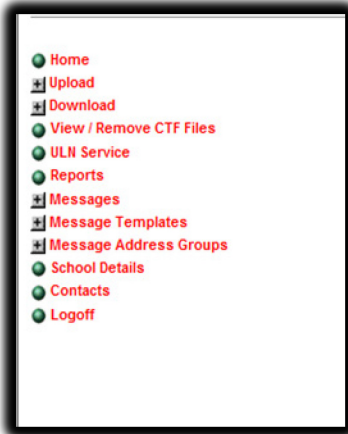 Home
Upload
Download
View / Remove CTF Files
ULN Service
Reports
Messages
Message Templates
Message Address Groups
School Details
Contacts
Logoff